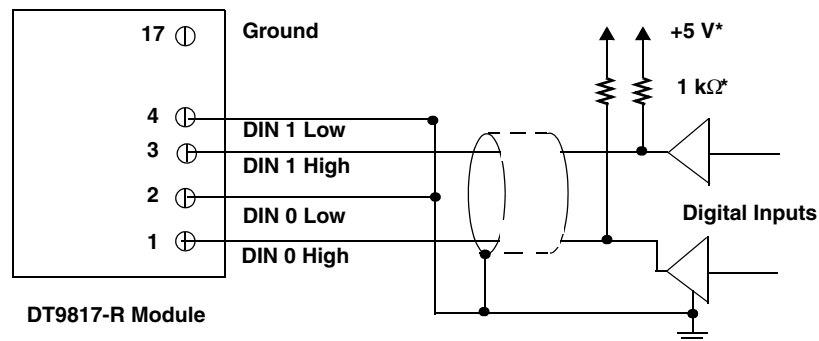 17 Ground
+5 V*
1 kΩ*
4
DIN 1 Low
3
DIN 1 High
2
DIN 0 Low
Digital Inputs
1
DIN 0 High
DT9817-R Module